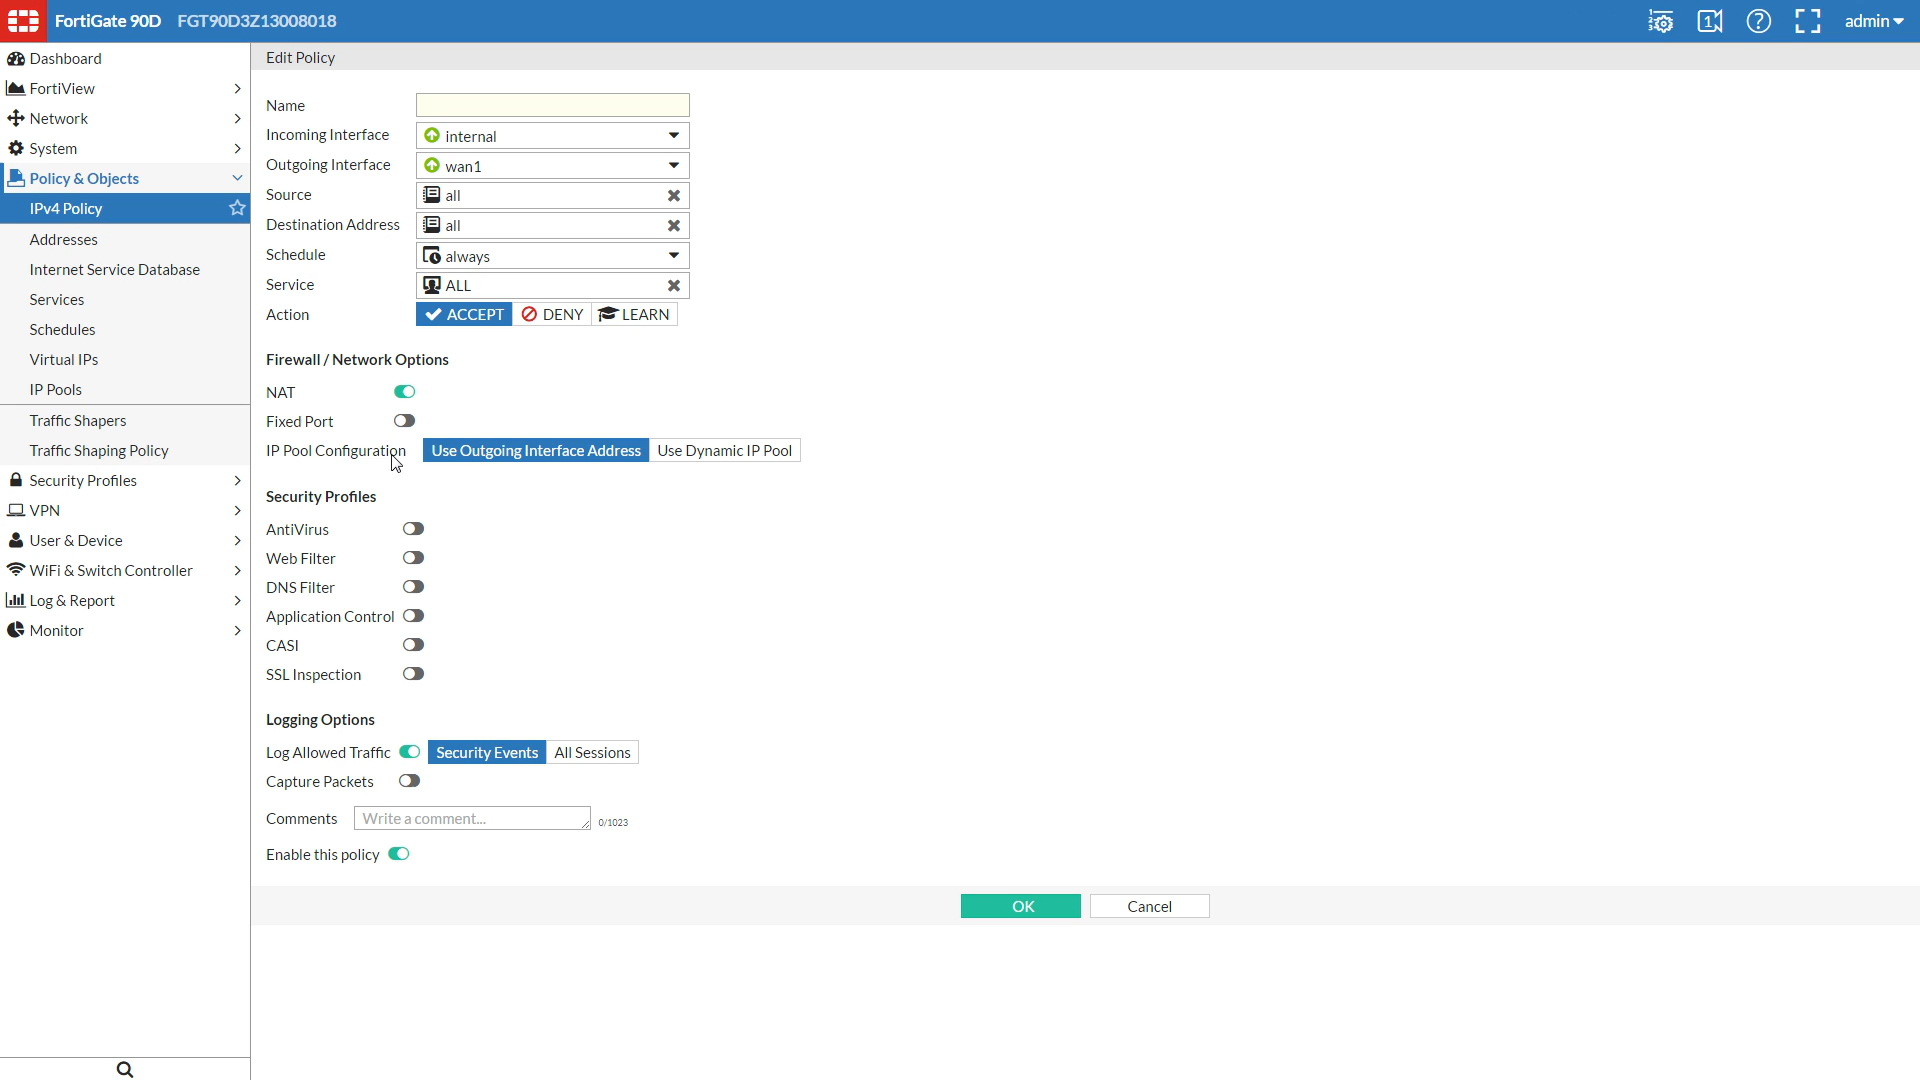 FortiGate 90D FGT90D3Z13008018
1
admin
Dashboard
FortiView
Network
System
Policy & Objects
IPv4 Policy
Addresses
Internet Service Database
Services
Schedules
Virtual IPs
IP Pools
Traffic Shapers
Traffic Shaping Policy
Security Profiles
VPN
User & Device
WiFi & Switch Controller
Log & Report
Monitor
Edit Policy
Name
Incoming Interface internal
Outgoing Interface wan1
Source all
Destination Address all
Schedule always
Service ALL
Action ACCEPT DENY LEARN
Firewall / Network Options
NAT
Fixed Port
IP Pool Configuration Use Outgoing Interface Address Use Dynamic IP Pool
Security Profiles
AntiVirus
Web Filter
DNS Filter
Application Control
CASI
SSL Inspection
Logging Options
Log Allowed Traffic Security Events All Sessions
Capture Packets
Comments Write a comment... 0/1023
Enable this policy
OK Cancel